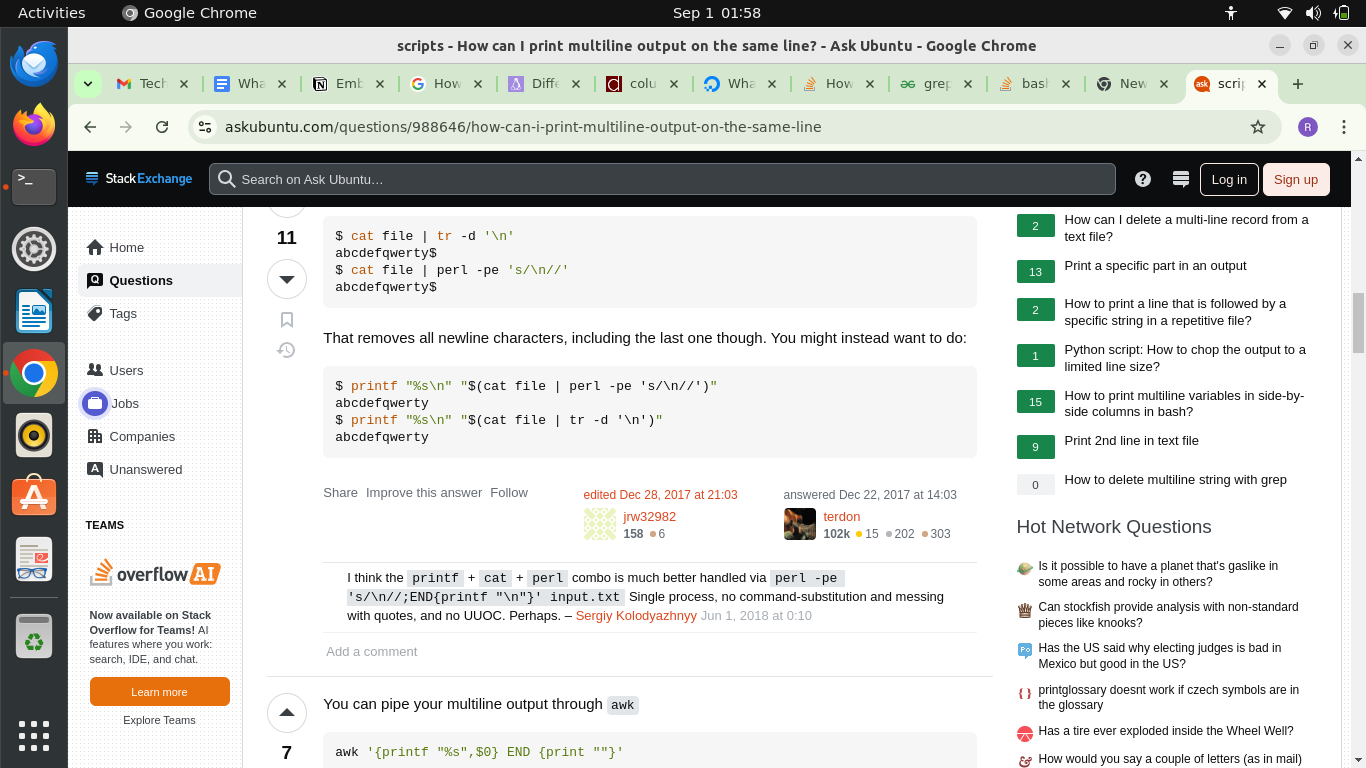 Activities
Google Chrome
Sep 1 01:58
scripts - How can I print multiline output on the same line? - Ask Ubuntu - Google Chrome
Tech
Wha
Emb
How
Diffe
colu
Wha
How
grep
bash
New
scrip
askubuntu.com/questions/988646/how-can-i-print-multiline-output-on-the-same-line
R
StackExchange
Search on Ask Ubuntu…
Log in
Sign up
Home
Questions
Tags
Users
Jobs
Companies
Unanswered
TEAMS
overflow AI
Now available on Stack
Overflow for Teams! AI
features where you work:
search, IDE, and chat.
Learn more
Explore Teams
11
$ cat file | tr -d '\n'
abcdefqwerty$
$ cat file | perl -pe 's/\n//'
abcdefqwerty$
That removes all newline characters, including the last one though. You might instead want to do:
$ printf "%s\n" "$(cat file | perl -pe 's/\n//')"
abcdefqwerty
$ printf "%s\n" "$(cat file | tr -d '\n')"
abcdefqwerty
Share Improve this answer Follow
edited Dec 28, 2017 at 21:03
jrw32982
158 6
answered Dec 22, 2017 at 14:03
terdon
102k 15 202 303
I think the printf + cat + perl combo is much better handled via perl -pe
's/\n//;END{printf "\n"}' input.txt Single process, no command-substitution and messing
with quotes, and no UUOC. Perhaps. – Sergiy Kolodyazhnyy Jun 1, 2018 at 0:10
Add a comment
You can pipe your multiline output through awk
7
awk '{printf "%s",$0} END {print ""}'
2 How can I delete a multi-line record from a
text file?
13 Print a specific part in an output
2 How to print a line that is followed by a
specific string in a repetitive file?
1 Python script: How to chop the output to a
limited line size?
15 How to print multiline variables in side-by-
side columns in bash?
9 Print 2nd line in text file
0 How to delete multiline string with grep
Hot Network Questions
Is it possible to have a planet that's gaslike in
some areas and rocky in others?
Can stockfish provide analysis with non-standard
pieces like knooks?
Has the US said why electing judges is bad in
Mexico but good in the US?
printglossary doesnt work if czech symbols are in
the glossary
Has a tire ever exploded inside the Wheel Well?
How would you say a couple of letters (as in mail)